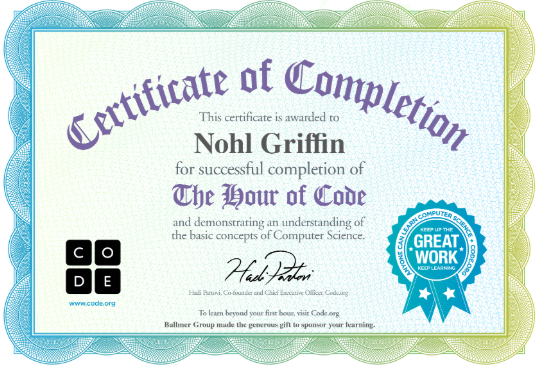 Certificate of Completion
This certificate is awarded to
Nohl Griffin
for successful completion of
The Hour of Code
and demonstrating an understanding of
the basic concepts of Computer Science.
C O
D E
www.code.org
Hadi Partovi
Hadi Partovi, Co-founder and Chief Executive Officer, Code.org
ANYONE CAN LEARN COMPUTER SCIENCE • CODE.ORG •
KEEP UP THE
GREAT
WORK
KEEP LEARNING
To learn beyond your first hour, visit Code.org
Ballmer Group made the generous gift to sponsor your learning.